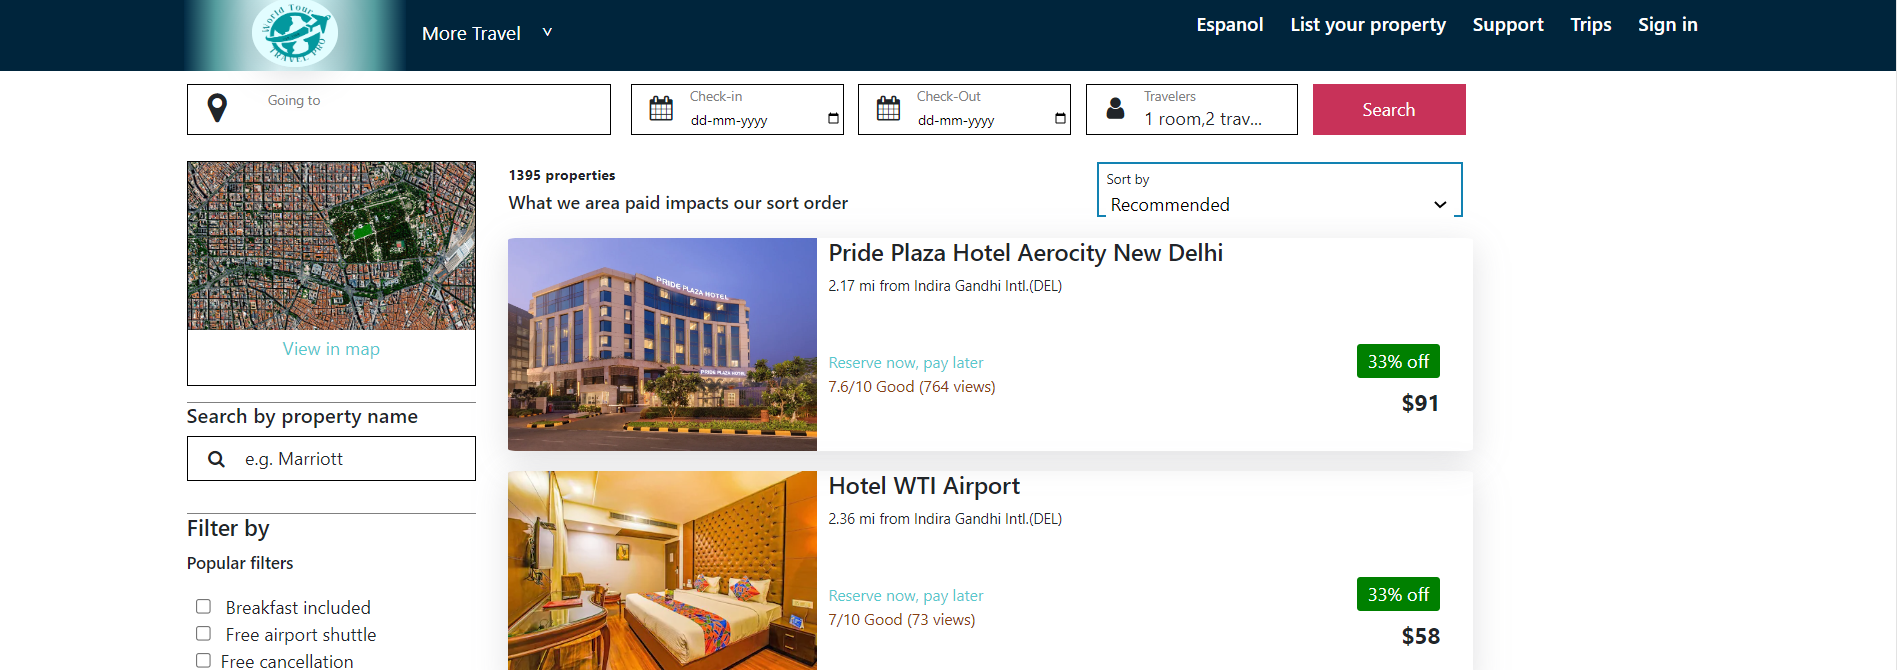 World Tour
TRAVEL PRO
More Travel
Espanol
List your property
Support
Trips
Sign in
Going to
Check-in
dd-mm-yyyy
Check-Out
dd-mm-yyyy
Travelers
1 room,2 trav...
Search
View in map
Search by property name
e.g. Marriott
Filter by
Popular filters
Breakfast included
Free airport shuttle
Free cancellation
1395 properties
What we area paid impacts our sort order
Sort by
Recommended
PRIDE PLAZA HOTEL
PRIDE PLAZA HOTEL
Pride Plaza Hotel Aerocity New Delhi
2.17 mi from Indira Gandhi Intl.(DEL)
Reserve now, pay later
7.6/10 Good (764 views)
33% off
$91
Hotel WTI Airport
2.36 mi from Indira Gandhi Intl.(DEL)
Reserve now, pay later
7/10 Good (73 views)
33% off
$58